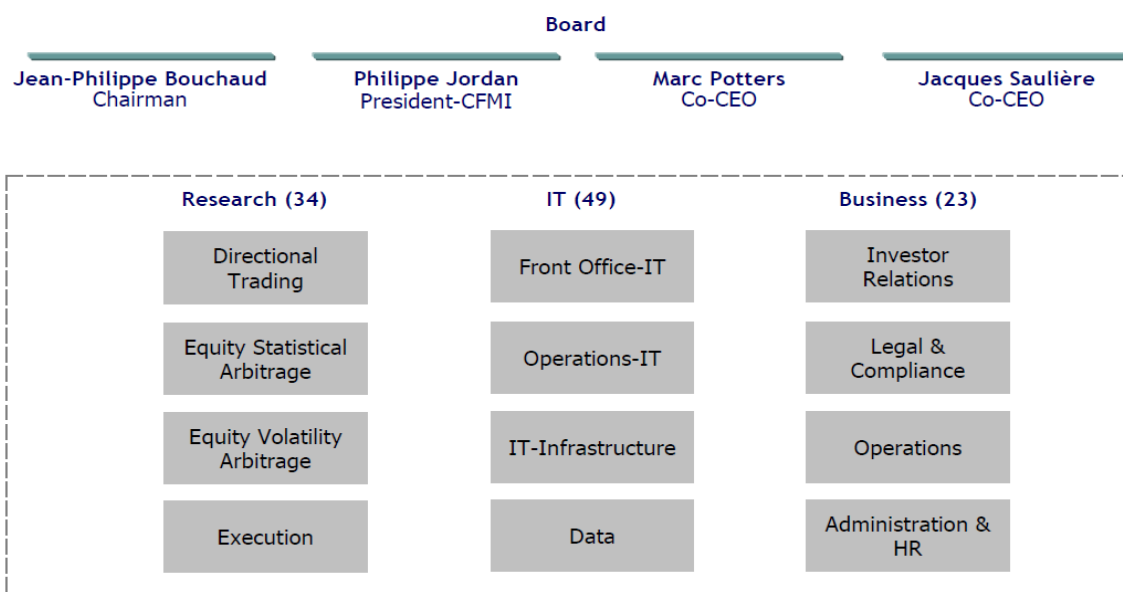 Board
Jean-Philippe Bouchaud
Chairman
Philippe Jordan
President-CFMI
Marc Potters
Co-CEO
Jacques Saulière
Co-CEO
Research (34)
Directional
Trading
Equity Statistical
Arbitrage
Equity Volatility
Arbitrage
Execution
IT (49)
Front Office-IT
Operations-IT
IT-Infrastructure
Data
Business (23)
Investor
Relations
Legal &
Compliance
Operations
Administration &
HR